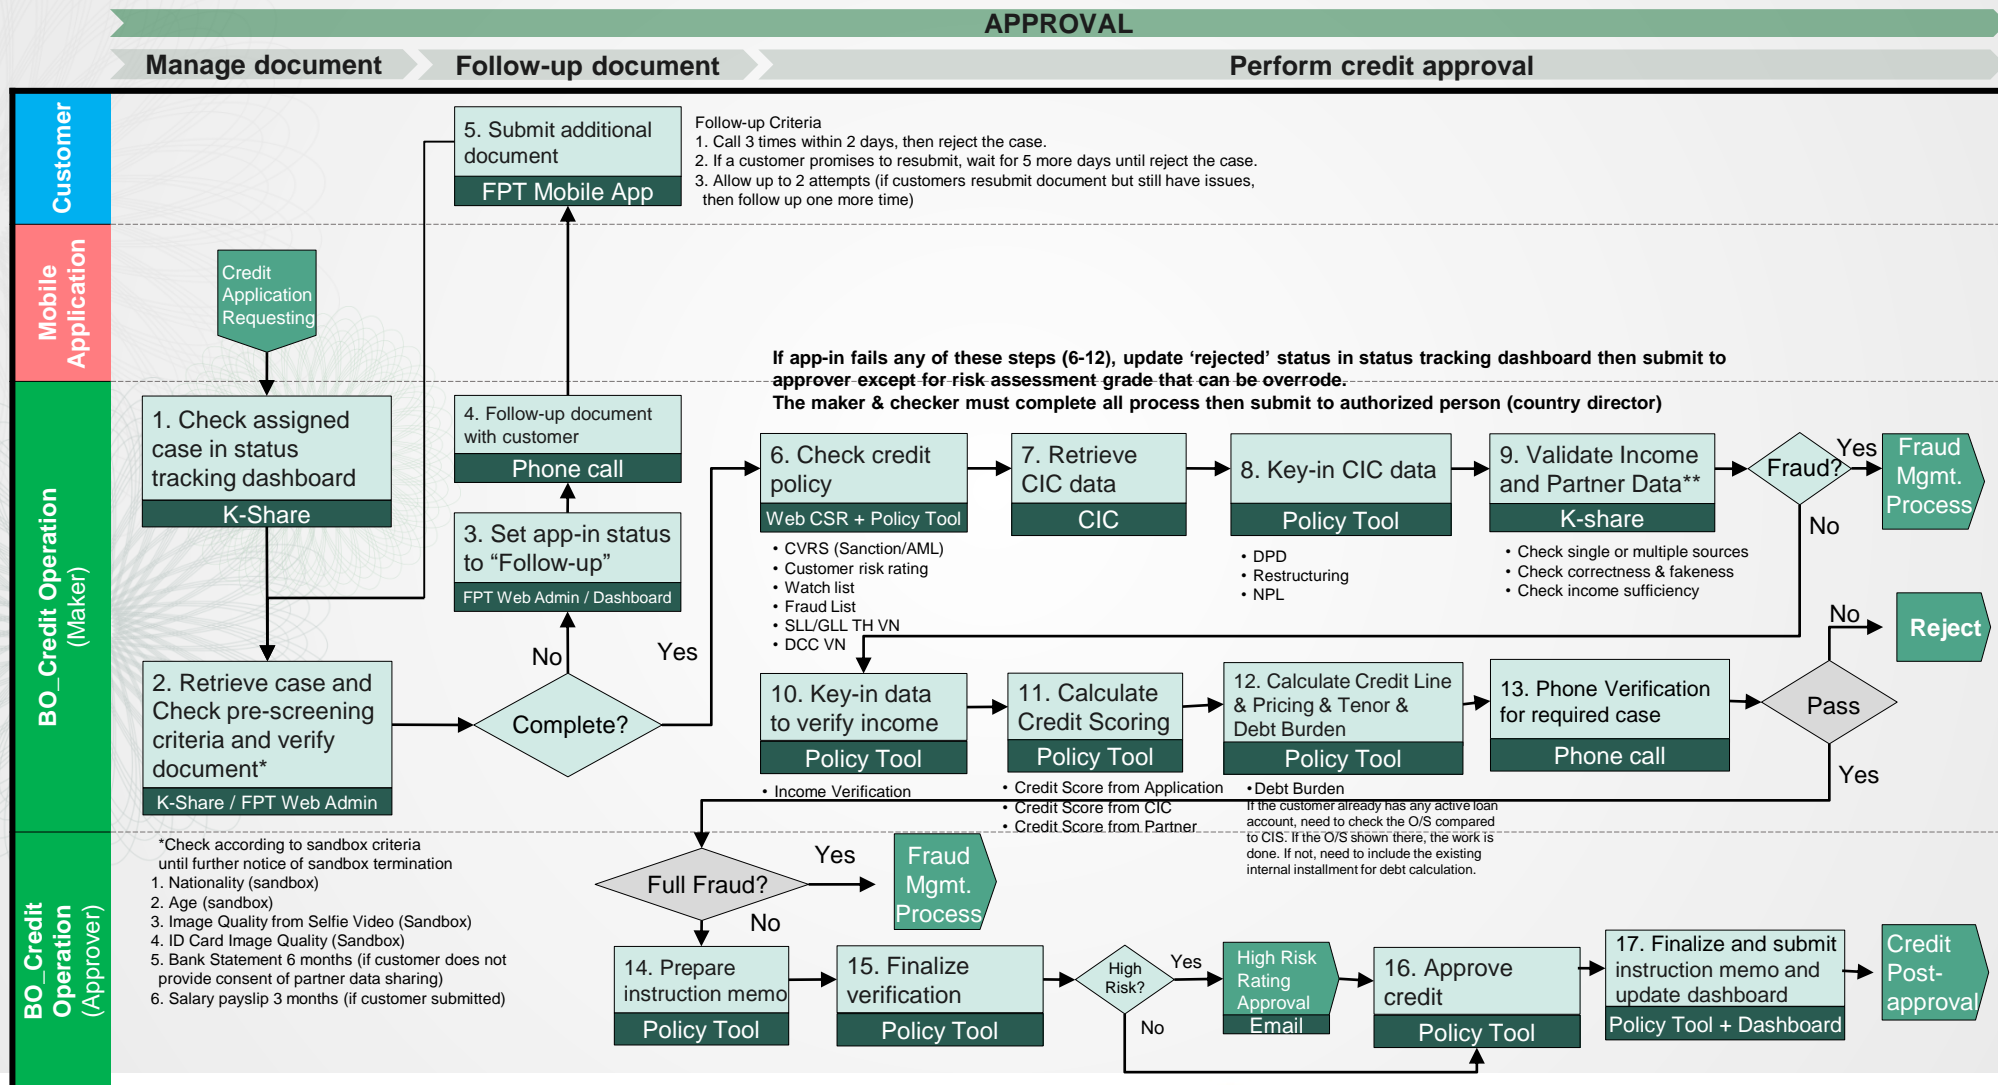 APPROVAL
Manage document
Follow-up document
Perform credit approval
Customer
5. Submit additional
document
FPT Mobile App
Follow-up Criteria
1. Call 3 times within 2 days, then reject the case.
2. If a customer promises to resubmit, wait for 5 more days until reject the case.
3. Allow up to 2 attempts (if customers resubmit document but still have issues,
then follow up one more time)
Mobile
Application
Credit
Application
Requesting
If app-in fails any of these steps (6-12), update ‘rejected’ status in status tracking dashboard then submit to
approver except for risk assessment grade that can be overrode.
The maker & checker must complete all process then submit to authorized person (country director)
BO_Credit Operation
(Maker)
1. Check assigned
case in status
tracking dashboard
K-Share
4. Follow-up document
with customer
Phone call
3. Set app-in status
to “Follow-up”
FPT Web Admin / Dashboard
2. Retrieve case and
Check pre-screening
criteria and verify
document*
K-Share / FPT Web Admin
No
Complete?
Yes
6. Check credit
policy
Web CSR + Policy Tool
• CVRS (Sanction/AML)
• Customer risk rating
• Watch list
• Fraud List
• SLL/GLL TH VN
• DCC VN
7. Retrieve
CIC data
CIC
8. Key-in CIC data
Policy Tool
• DPD
• Restructuring
• NPL
9. Validate Income
and Partner Data**
K-share
• Check single or multiple sources
• Check correctness & fakeness
• Check income sufficiency
Fraud?
Yes
Fraud
Mgmt.
Process
No
10. Key-in data
to verify income
Policy Tool
• Income Verification
11. Calculate
Credit Scoring
Policy Tool
• Credit Score from Application
• Credit Score from CIC
• Credit Score from Partner
12. Calculate Credit Line
& Pricing & Tenor &
Debt Burden
Policy Tool
• Debt Burden
If the customer already has any active loan
account, need to check the O/S compared
to CIS. If the O/S shown there, the work is
done. If not, need to include the existing
internal installment for debt calculation.
13. Phone Verification
for required case
Phone call
Pass
No
Reject
Yes
BO_Credit
Operation
(Approver)
*Check according to sandbox criteria
until further notice of sandbox termination
1. Nationality (sandbox)
2. Age (sandbox)
3. Image Quality from Selfie Video (Sandbox)
4. ID Card Image Quality (Sandbox)
5. Bank Statement 6 months (if customer does not
provide consent of partner data sharing)
6. Salary payslip 3 months (if customer submitted)
Full Fraud?
Yes
Fraud
Mgmt.
Process
No
14. Prepare
instruction memo
Policy Tool
15. Finalize
verification
Policy Tool
High
Risk?
Yes
No
High Risk
Rating
Approval
Email
16. Approve
credit
Policy Tool
17. Finalize and submit
instruction memo and
update dashboard
Policy Tool + Dashboard
Credit
Post-
approval